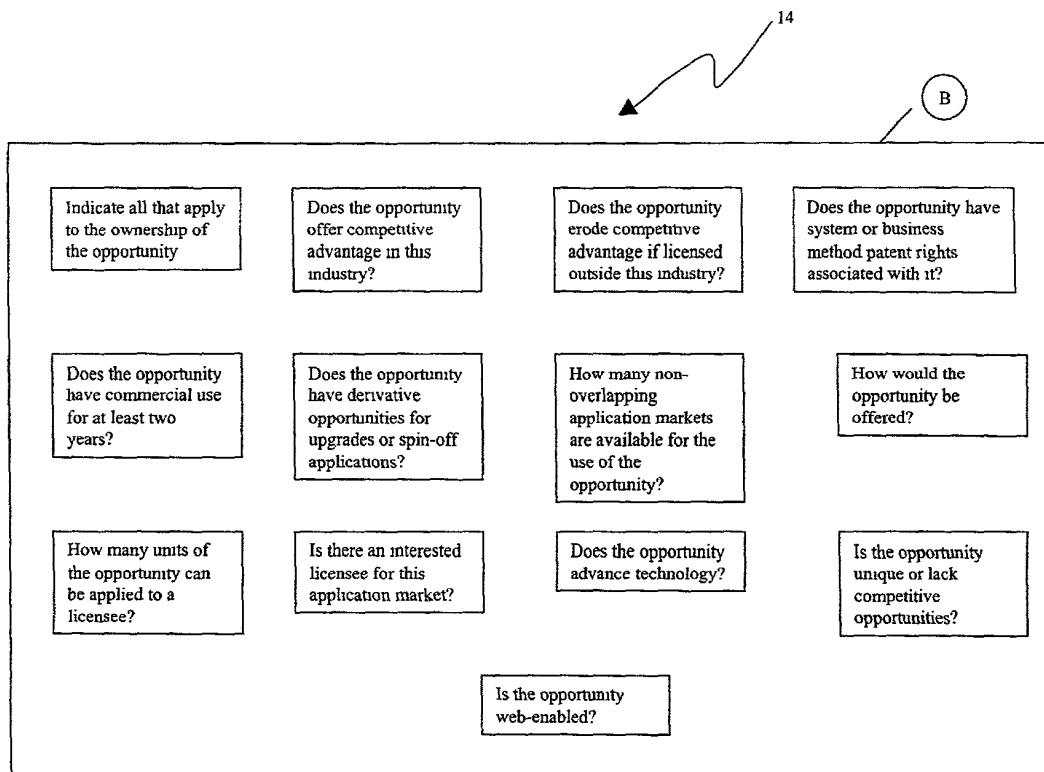 14
B
Indicate all that apply
to the ownership of
the opportunity
Does the opportunity
offer competitive
advantage in this
industry?
Does the opportunity
erode competitive
advantage if licensed
outside this industry?
Does the opportunity have
system or business
method patent rights
associated with it?
Does the opportunity
have commercial use
for at least two
years?
Does the opportunity
have derivative
opportunities for
upgrades or spin-off
applications?
How many non-
overlapping
application markets
are available for the
use of the
opportunity?
How would the
opportunity be
offered?
How many units of
the opportunity can
be applied to a
licensee?
Is there an interested
licensee for this
application market?
Does the opportunity
advance technology?
Is the opportunity
unique or lack
competitive
opportunities?
Is the opportunity
web-enabled?